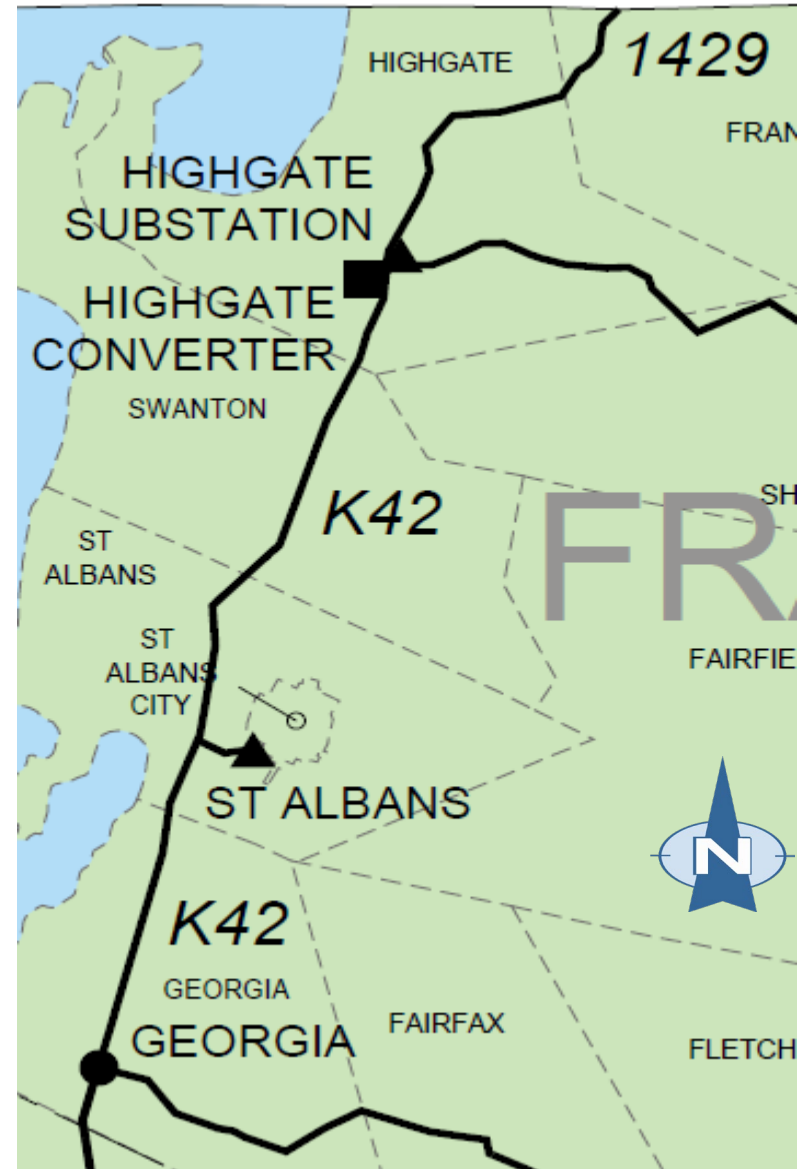 HIGHGATE
1429
FRAN
HIGHGATE
SUBSTATION
HIGHGATE
CONVERTER
SWANTON
K42
SH
FRA
ST
ALBANS
ST
ALBANS
CITY
FAIRFIE
ST ALBANS
N
K42
GEORGIA
GEORGIA
FAIRFAX
FLETCH